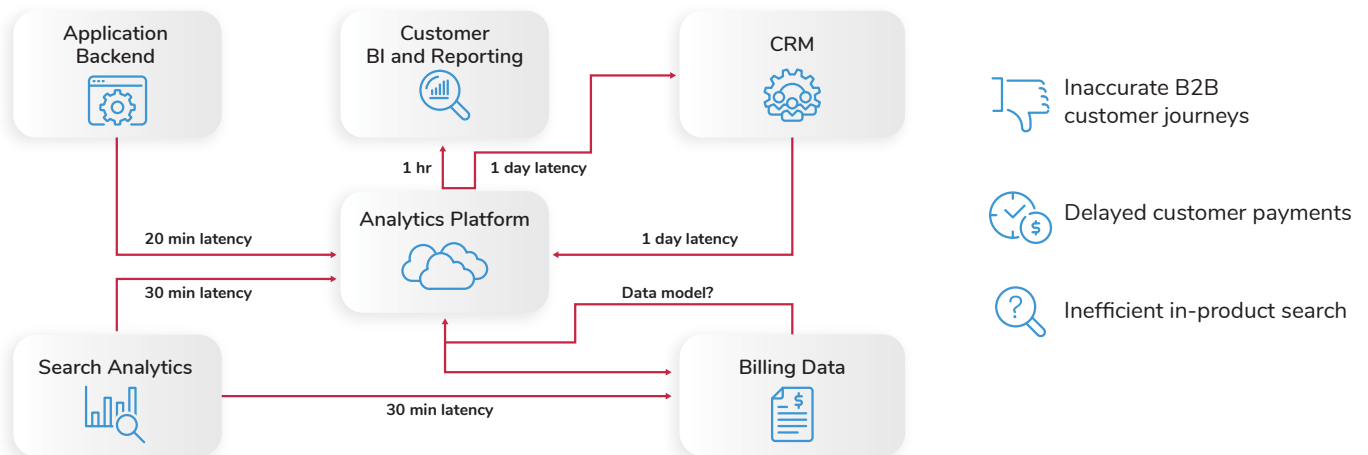 Application
Backend
Customer
BI and Reporting
CRM
Inaccurate B2B
customer journeys
1 hr
1 day latency
Analytics Platform
Delayed customer payments
20 min latency
1 day latency
30 min latency
Data model?
?
Inefficient in-product search
Search Analytics
Billing Data
30 min latency
$
$